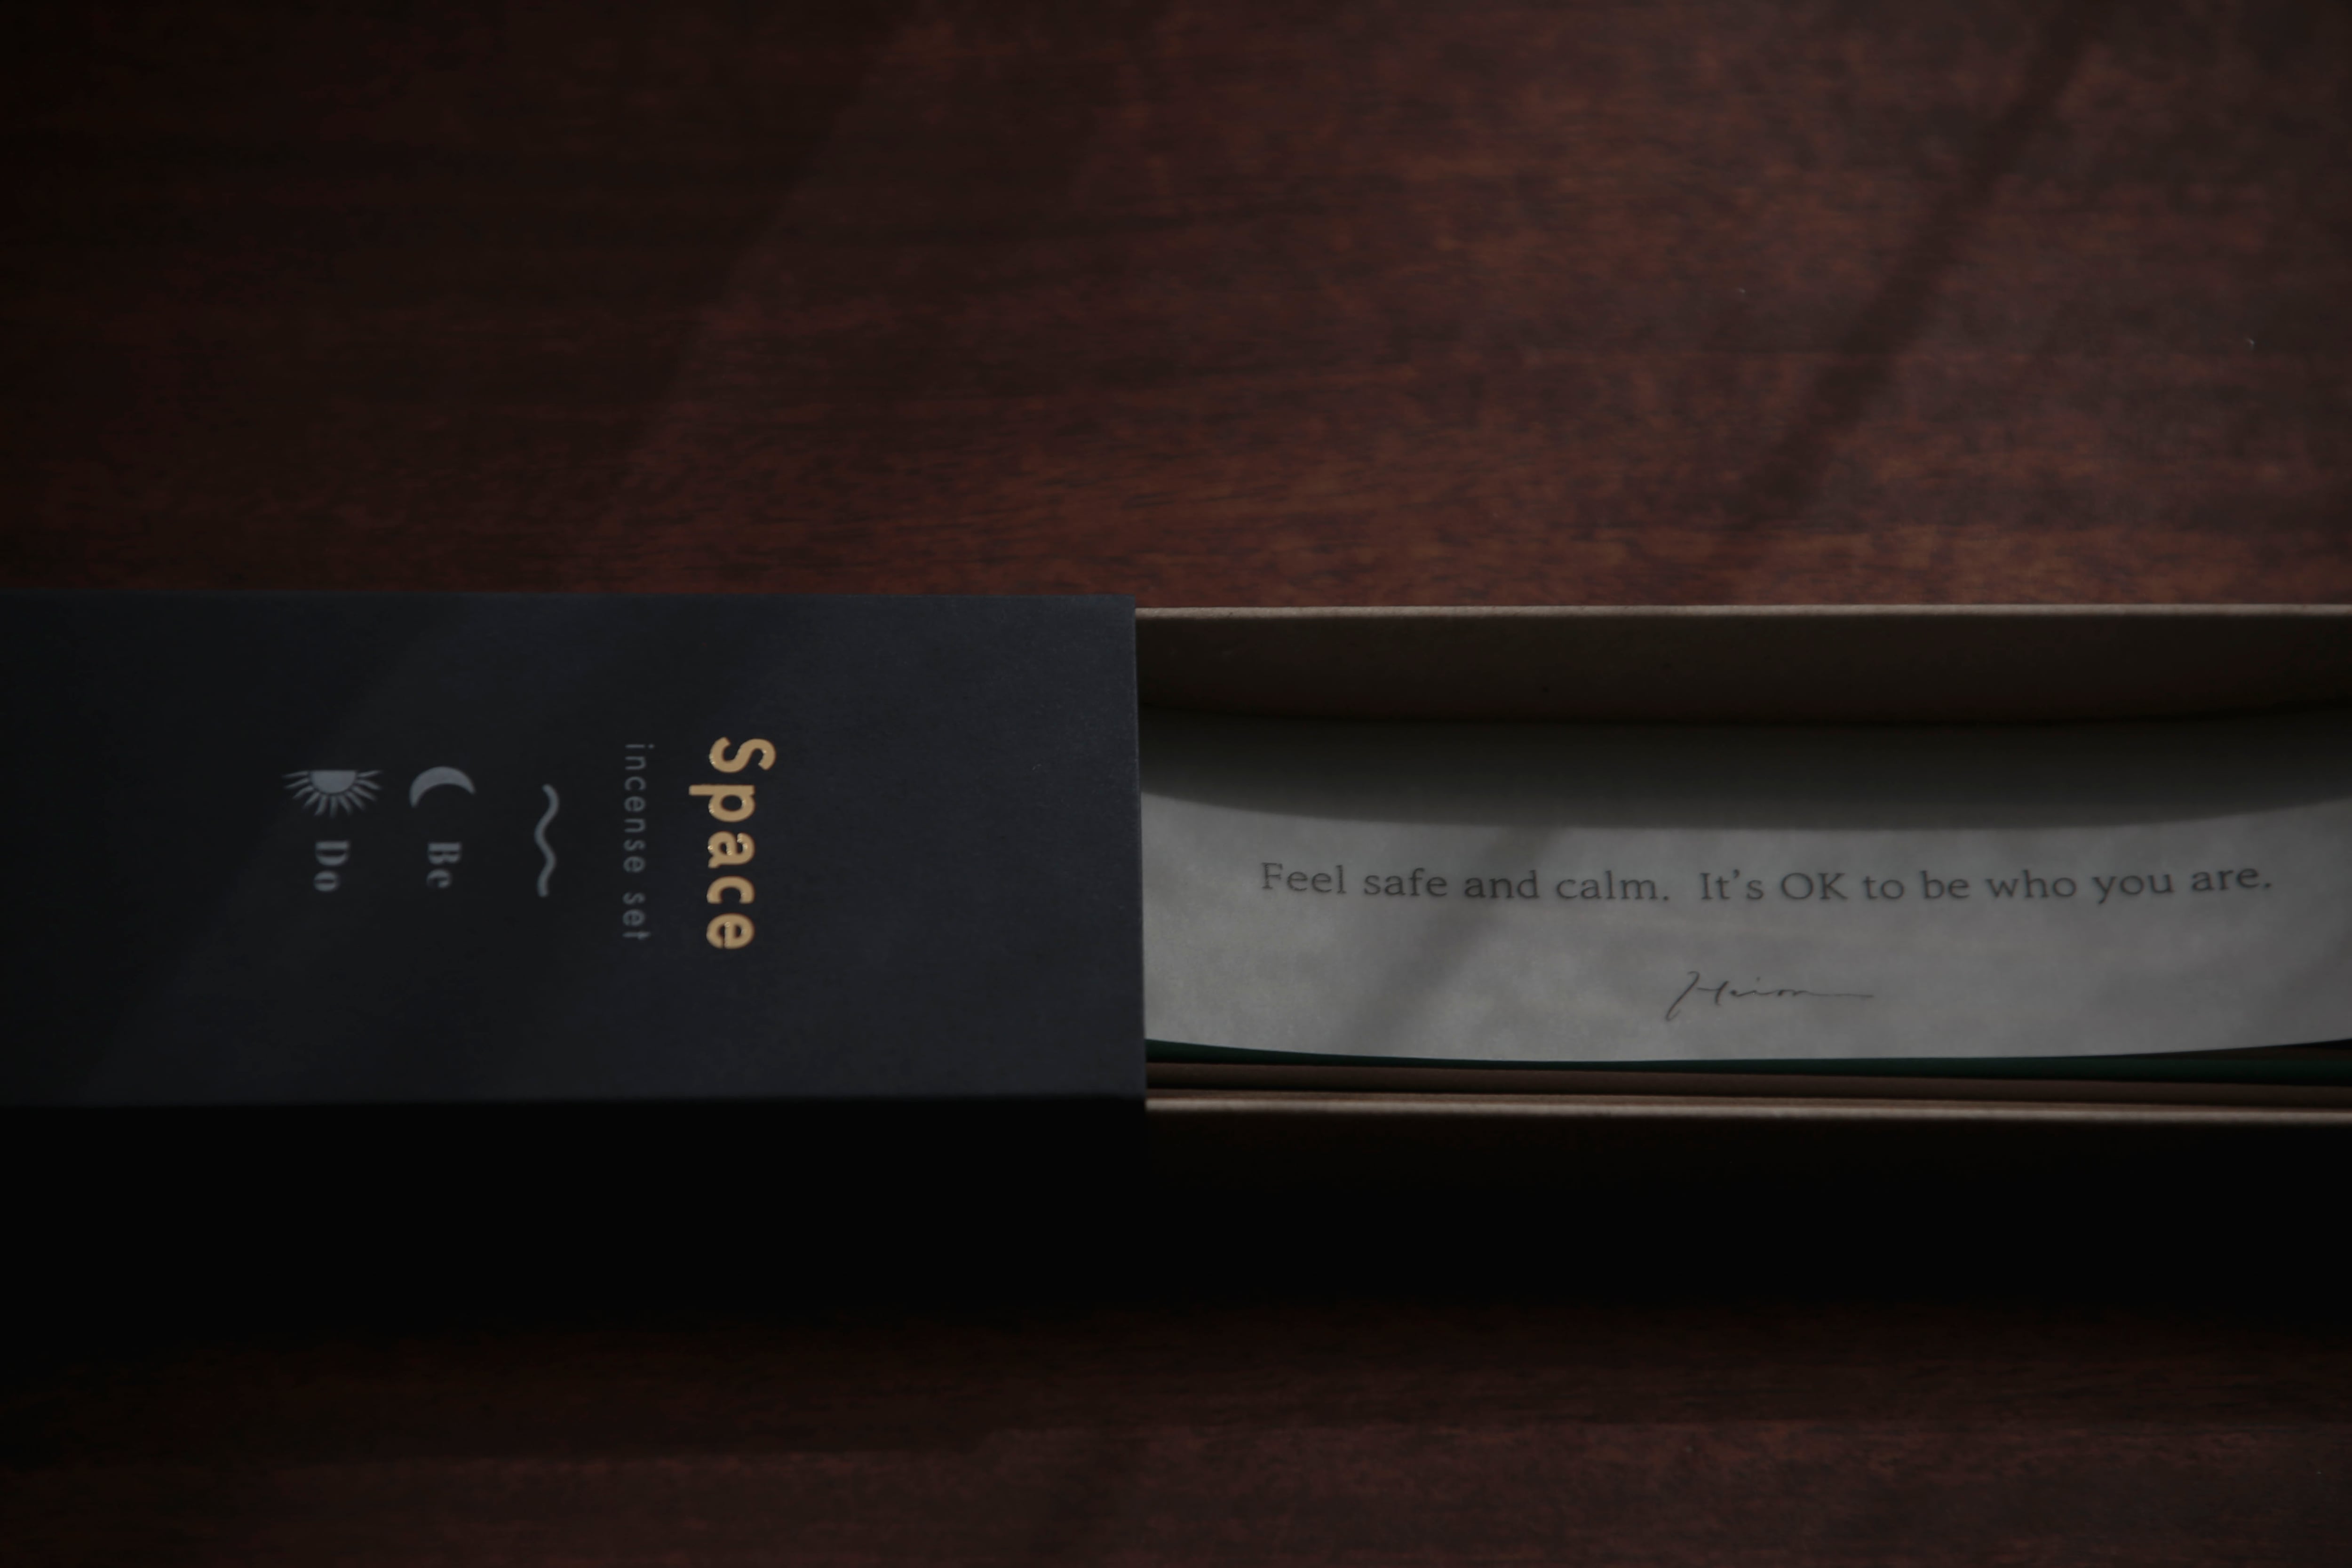 Space
incense set
Be
Do
Feel safe and calm. It's OK to be who you are.